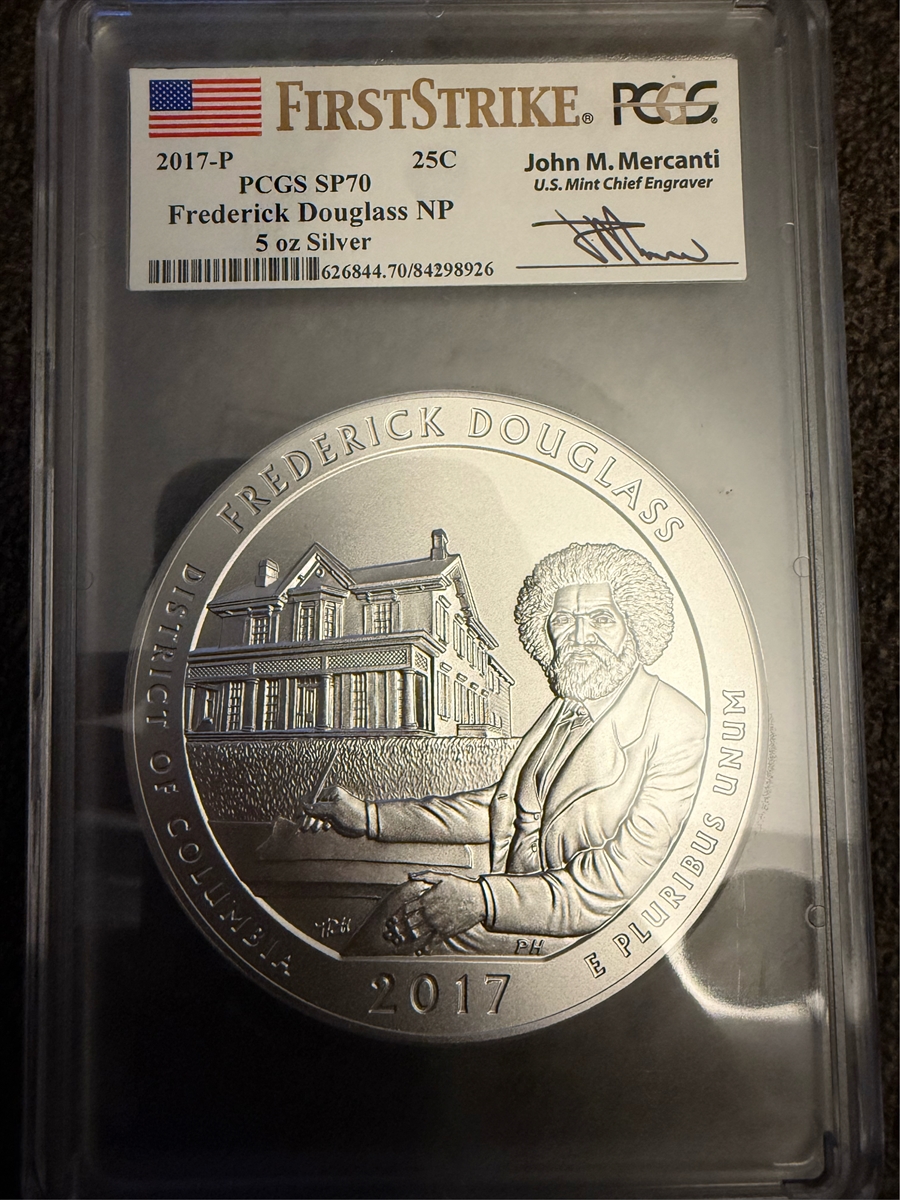 FIRSTSTRIKE® PCGS®
2017-P 25C
PCGS SP70
Frederick Douglass NP
5 oz Silver
626844.70/84298926
John M. Mercanti
U.S. Mint Chief Engraver
FREDERICK DOUGLASS
DISTRICT OF COLUMBIA
E PLURIBUS UNUM
2017
PH